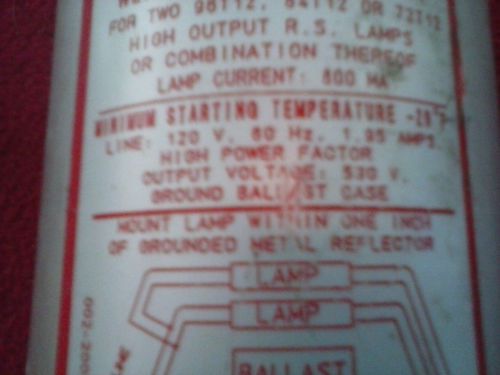 FOR TWO 96T12, 84T12 OR 72T12
HIGH OUTPUT R.S. LAMPS
OR COMBINATION THEREOF
LAMP CURRENT: 800 MA
MINIMUM STARTING TEMPERATURE -20°F
LINE: 120 V. 60 Hz. 1.95 AMPS.
HIGH POWER FACTOR
OUTPUT VOLTAGE: 530 V.
GROUND BALLAST CASE
MOUNT LAMP WITHIN ONE INCH
OF GROUNDED METAL REFLECTOR
LAMP
LAMP
BALLAST